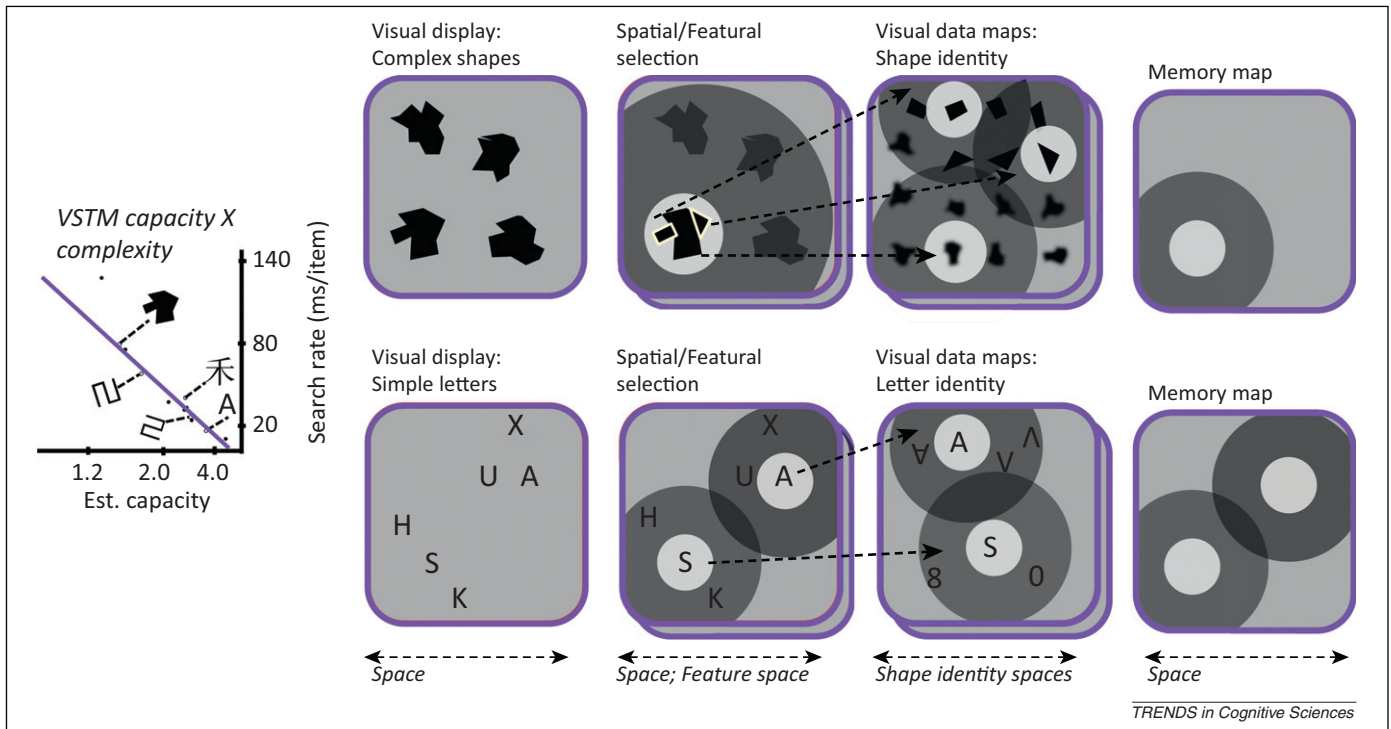 VSTM capacity X
complexity
140
80
20
Search rate (ms/item)
禾
A
1.2 2.0 4.0
Est. capacity
Visual display:
Complex shapes
Spatial/Featural
selection
Visual data maps:
Shape identity
Memory map
Visual display:
Simple letters
X
U A
H
S
K
Spatial/Featural
selection
X
U A
H
S
K
Visual data maps:
Letter identity
A
∀ V Λ
S
8 0
Memory map
Space
Space; Feature space
Shape identity spaces
Space
TRENDS in Cognitive Sciences